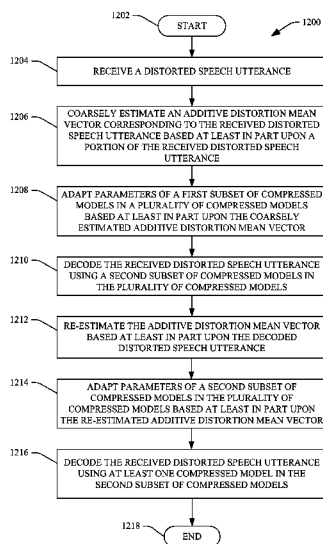 1202
START
1200
1204
RECEIVE A DISTORTED SPEECH UTTERANCE
1206
COARSELY ESTIMATE AN ADDITIVE DISTORTION MEAN
VECTOR CORRESPONDING TO THE RECEIVED DISTORTED
SPEECH UTTERANCE BASED AT LEAST IN PART UPON A
PORTION OF THE RECEIVED DISTORTED SPEECH
UTTERANCE
1208
ADAPT PARAMETERS OF A FIRST SUBSET OF COMPRESSED
MODELS IN A PLURALITY OF COMPRESSED MODELS
BASED AT LEAST IN PART UPON THE COARSELY
ESTIMATED ADDITIVE DISTORTION MEAN VECTOR
1210
DECODE THE RECEIVED DISTORTED SPEECH UTTERANCE
USING A SECOND SUBSET OF COMPRESSED MODELS IN
THE PLURALITY OF COMPRESSED MODELS
1212
RE-ESTIMATE THE ADDITIVE DISTORTION MEAN VECTOR
BASED AT LEAST IN PART UPON THE DECODED
DISTORTED SPEECH UTTERANCE
1214
ADAPT PARAMETERS OF A SECOND SUBSET OF
COMPRESSED MODELS IN THE PLURALITY OF
COMPRESSED MODELS BASED AT LEAST IN PART UPON
THE RE-ESTIMATED ADDITIVE DISTORTION MEAN VECTOR
1216
DECODE THE RECEIVED DISTORTED SPEECH UTTERANCE
USING AT LEAST ONE COMPRESSED MODEL IN THE
SECOND SUBSET OF COMPRESSED MODELS
1218
END